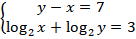 y − x = 7
log₂ x + log₂ y = 3